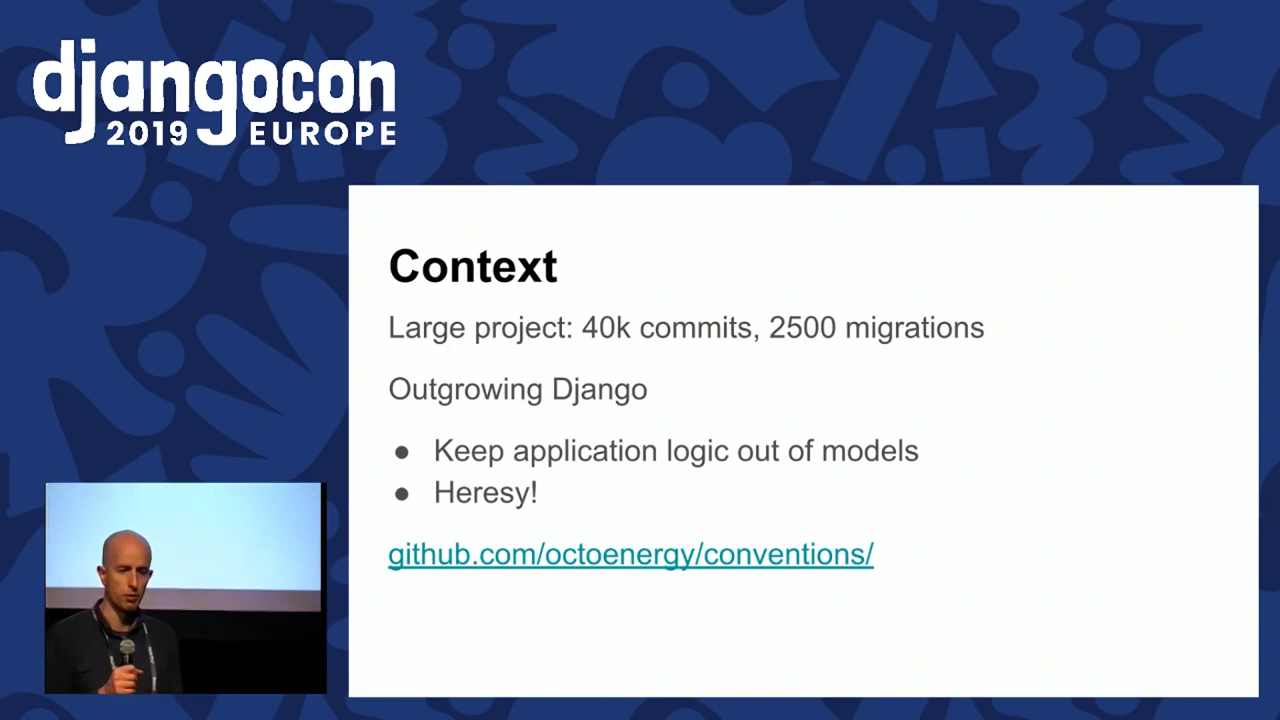 djangocon
2019 EUROPE
Context
Large project: 40k commits, 2500 migrations
Outgrowing Django
● Keep application logic out of models
● Heresy!
github.com/octoenergy/conventions/